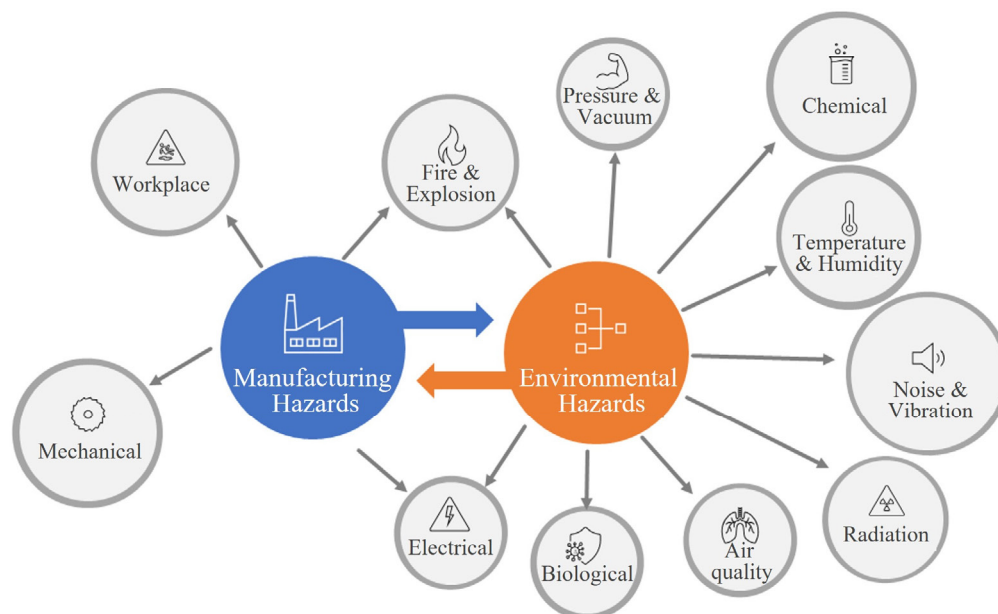 Pressure &
Vacuum
Chemical
Workplace
Fire &
Explosion
Temperature
& Humidity
Manufacturing
Hazards
Environmental
Hazards
Noise &
Vibration
Mechanical
Electrical
Biological
Air
quality
Radiation